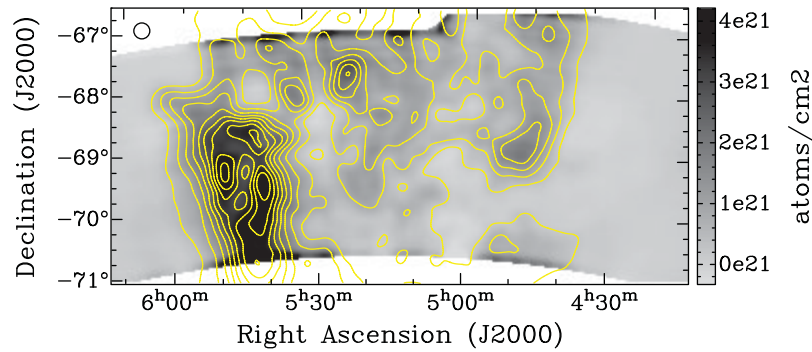 −67°
−68°
−69°
−70°
−71°
Declination (J2000)
6h00m
5h30m
5h00m
4h30m
Right Ascension (J2000)
4e21
3e21
2e21
1e21
0e21
atoms/cm2